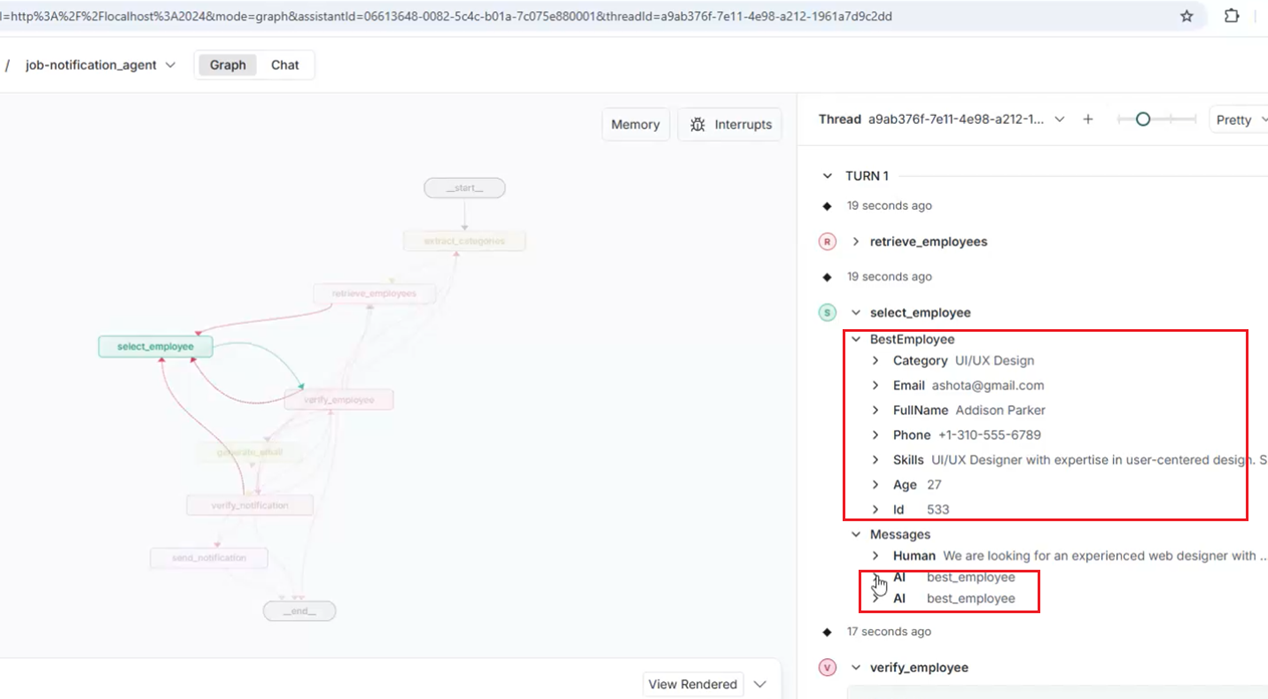 l=http%3A%2F%2Flocalhost%3A2024&mode=graph&assistantId=06613648-0082-5c4c-b01a-7c075e880001&threadId=a9ab376f-7e11-4e98-a212-1961a7d9c2dd
/ job-notification_agent Graph Chat
Memory Interrupts
Thread a9ab376f-7e11-4e98-a212-1... + Pretty
TURN 1
19 seconds ago
R retrieve_employees
19 seconds ago
S select_employee
BestEmployee
Category UI/UX Design
Email ashota@gmail.com
FullName Addison Parker
Phone +1-310-555-6789
Skills UI/UX Designer with expertise in user-centered design. S
Age 27
Id 533
Messages
Human We are looking for an experienced web designer with ...
AI best_employee
AI best_employee
17 seconds ago
V verify_employee
__start__
extract_categories
retrieve_employees
select_employee
verify_employee
generate_email
verify_notification
send_notification
__end__
View Rendered